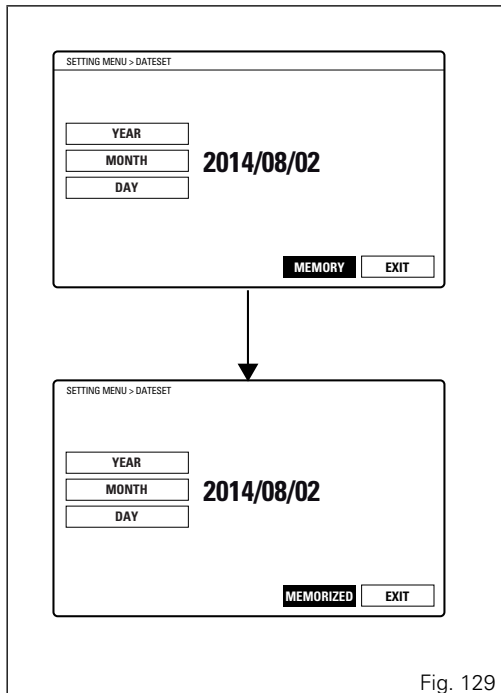 SETTING MENU > DATESET
YEAR
MONTH 2014/08/02
DAY
MEMORY EXIT
SETTING MENU > DATESET
YEAR
MONTH 2014/08/02
DAY
MEMORIZED EXIT
Fig. 129